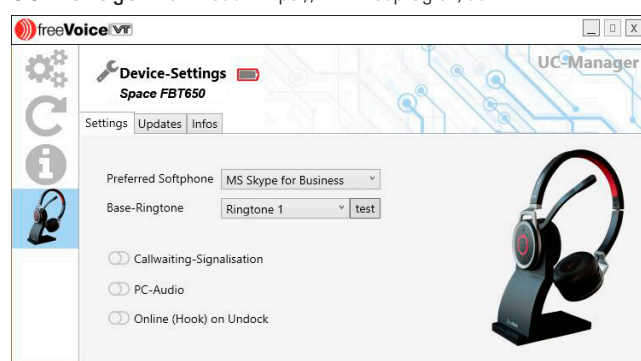 freeVoice VT
UC-Manager
Device-Settings
Space FBT650
Settings Updates Infos
Preferred Softphone MS Skype for Business
Base-Ringtone Ringtone 1 test
Callwaiting-Signalisation
PC-Audio
Online (Hook) on Undock